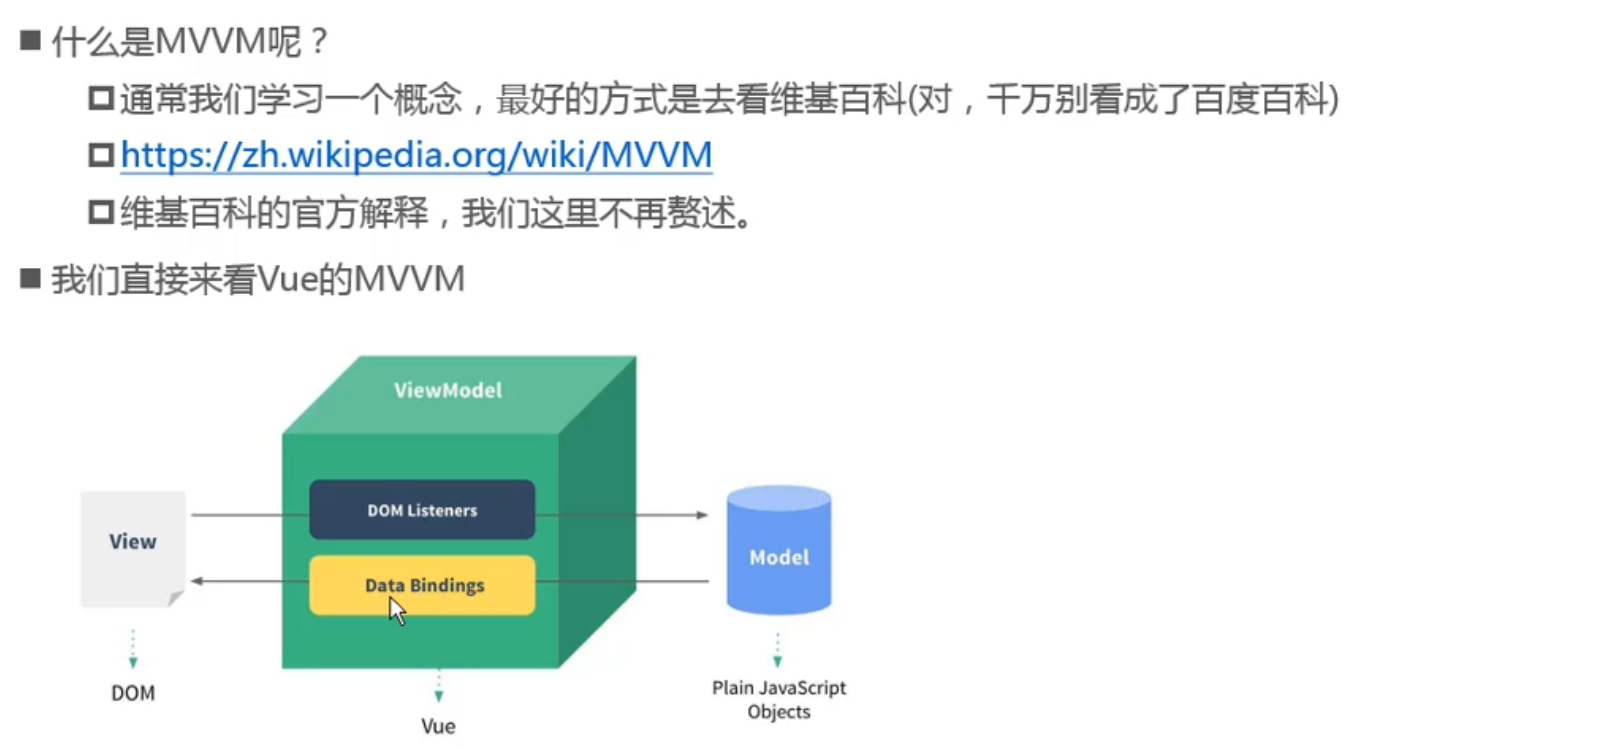 什么是MVVM呢？
通常我们学习一个概念，最好的方式是去看维基百科(对，千万别看成了百度百科)
https://zh.wikipedia.org/wiki/MVVM
维基百科的官方解释，我们这里不再赘述。
我们直接来看Vue的MVVM
ViewModel
DOM Listeners
View
Model
Data Bindings
DOM
Plain JavaScript
Objects
Vue